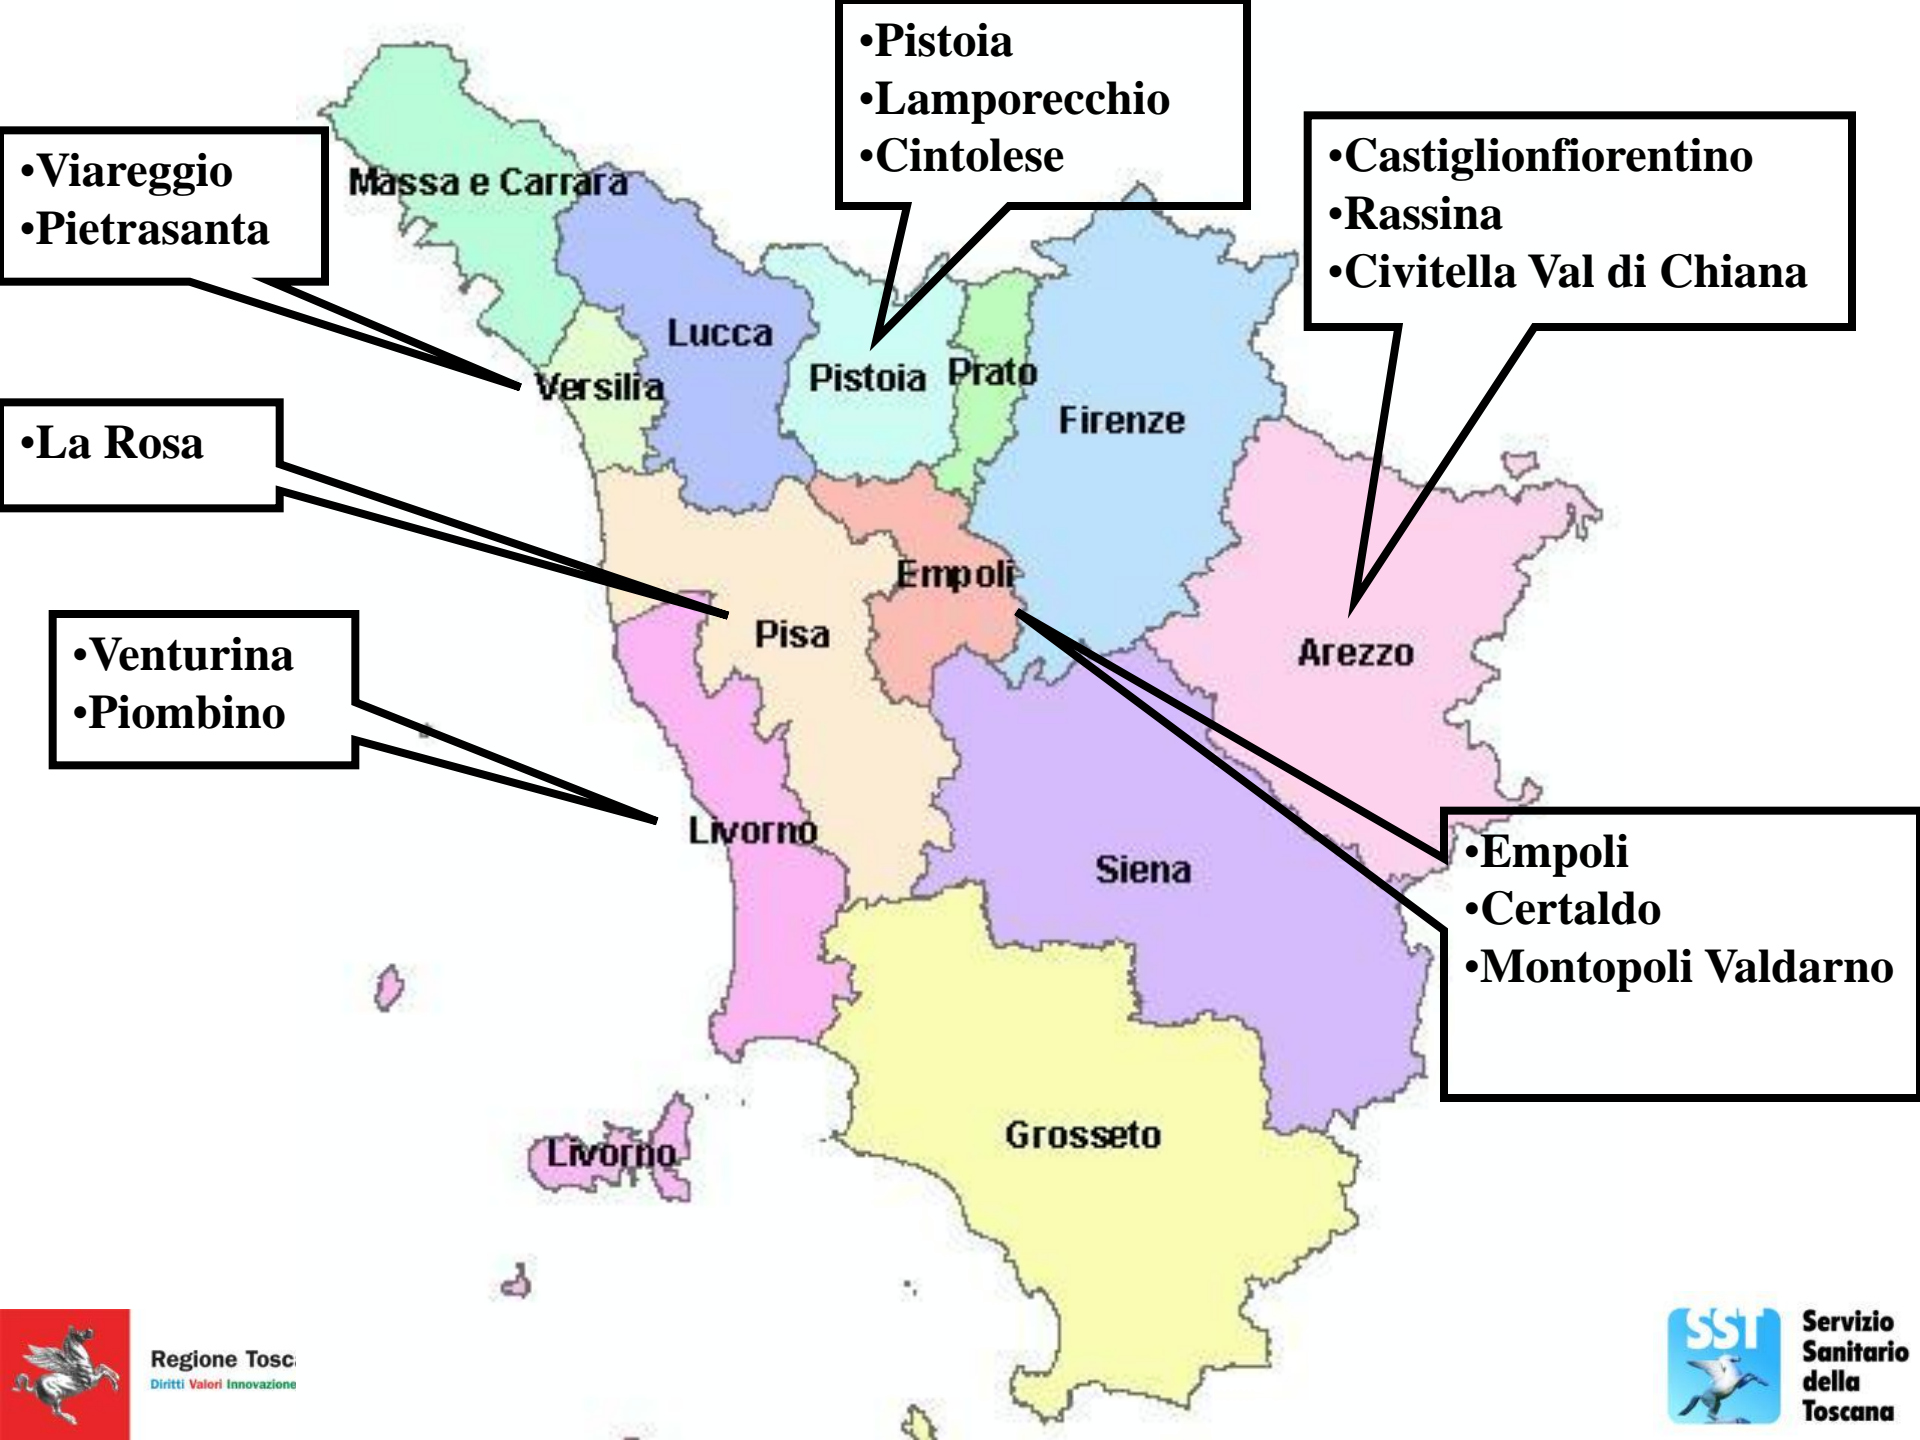 •Pistoia
•Lamporecchio
•Cintolese
•Castiglionfiorentino
•Rassina
•Civitella Val di Chiana
•Viareggio
•Pietrasanta
Massa e Carrara
Lucca
Versilia
Pistoia
Prato
Firenze
•La Rosa
Empoli
Pisa
Arezzo
•Venturina
•Piombino
Livorno
Siena
•Empoli
•Certaldo
•Montopoli Valdarno
Grosseto
Livorno
Regione Tosc
Diritti Valori Innovazione
SST
Servizio
Sanitario
della
Toscana